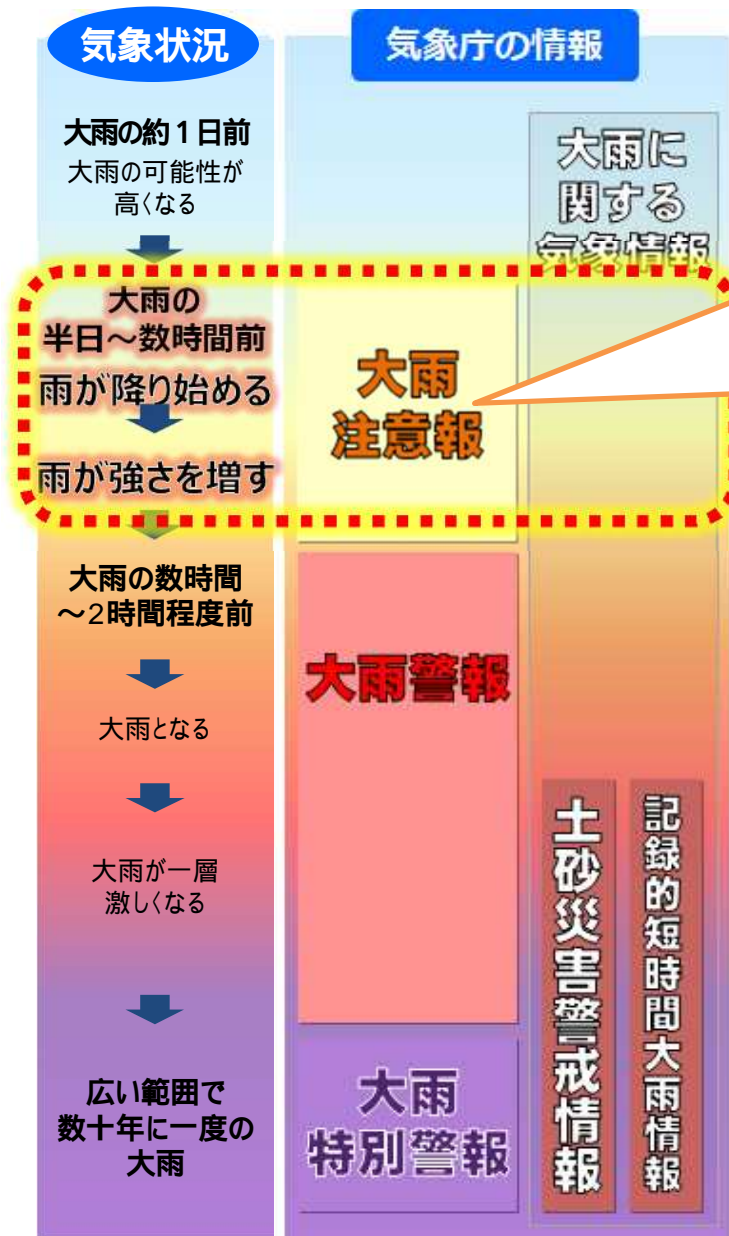 気象状況
大雨の約1日前
大雨の可能性が
高くなる
大雨の
半日~数時間前
雨が降り始める
雨が強さを増す
大雨の数時間
~2時間程度前
大雨となる
大雨が一層
激しくなる
広い範囲で
数十年に一度の
大雨
気象庁の情報
大雨
注意報
大雨警報
大雨
特別警報
大雨に
関する
気象情報
土砂災害警戒情報
記録的短時間大雨情報